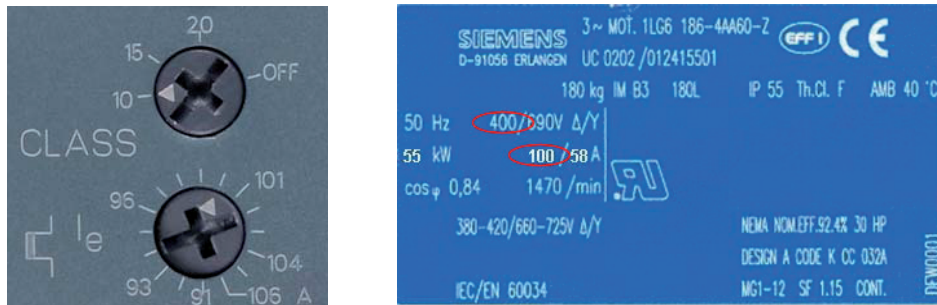 20
15
OFF
10
CLASS
101
96
Ie
104
93
91
106 A
SIEMENS
D-91056 ERLANGEN
3~ MOT. 1LG6 186-4AA60-Z
UC 0202/012415501
EFF 1
CE
180 kg IM B3 180L IP 55 Th.Cl. F AMB 40 °C
50 Hz 400/690V Δ/Y
55 kW 100/58 A
cosφ 0,84 1470/min
380-420/660-725V Δ/Y
NEMA NOM.EFF.92.4% 30 HP
DESIGN A CODE K CC 032A
IEC/EN 60034
MG1-12 SF 1.15 CONT.
DEW0001